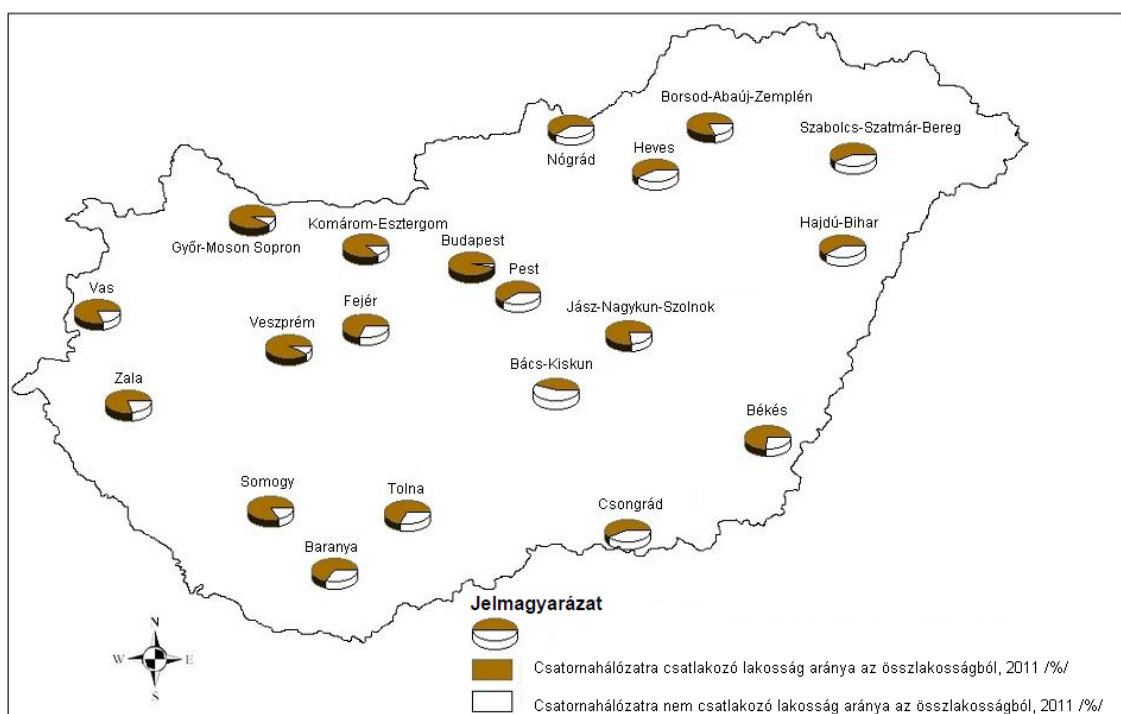 Borsod-Abaúj-Zemplén
Szabolcs-Szatmár-Bereg
Nógrád
Heves
Hajdú-Bihar
Komárom-Esztergom
Győr-Moson Sopron
Budapest
Pest
Vas
Fejér
Veszprém
Jász-Nagykun-Szolnok
Bács-Kiskun
Zala
Békés
Somogy
Tolna
Csongrád
Baranya
Jelmagyarázat
N
W E
S
Csatornahálózatra csatlakozó lakosság aránya az összlakosságból, 2011 /%/
Csatornahálózatra nem csatlakozó lakosság aránya az összlakosságból, 2011 /%/